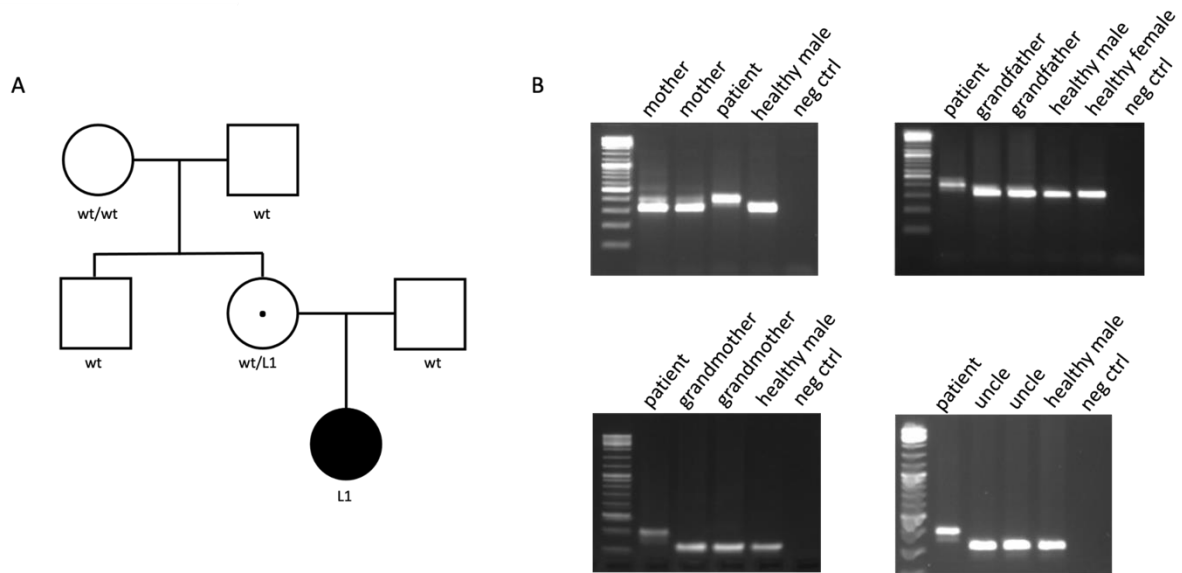 A
wt/wt
wt
wt
wt/L1
wt
L1
B
mother
mother
patient
healthy male
neg ctrl
patient
grandfather
grandfather
healthy male
healthy female
neg ctrl
patient
grandmother
grandmother
healthy male
neg ctrl
patient
uncle
uncle
healthy male
neg ctrl